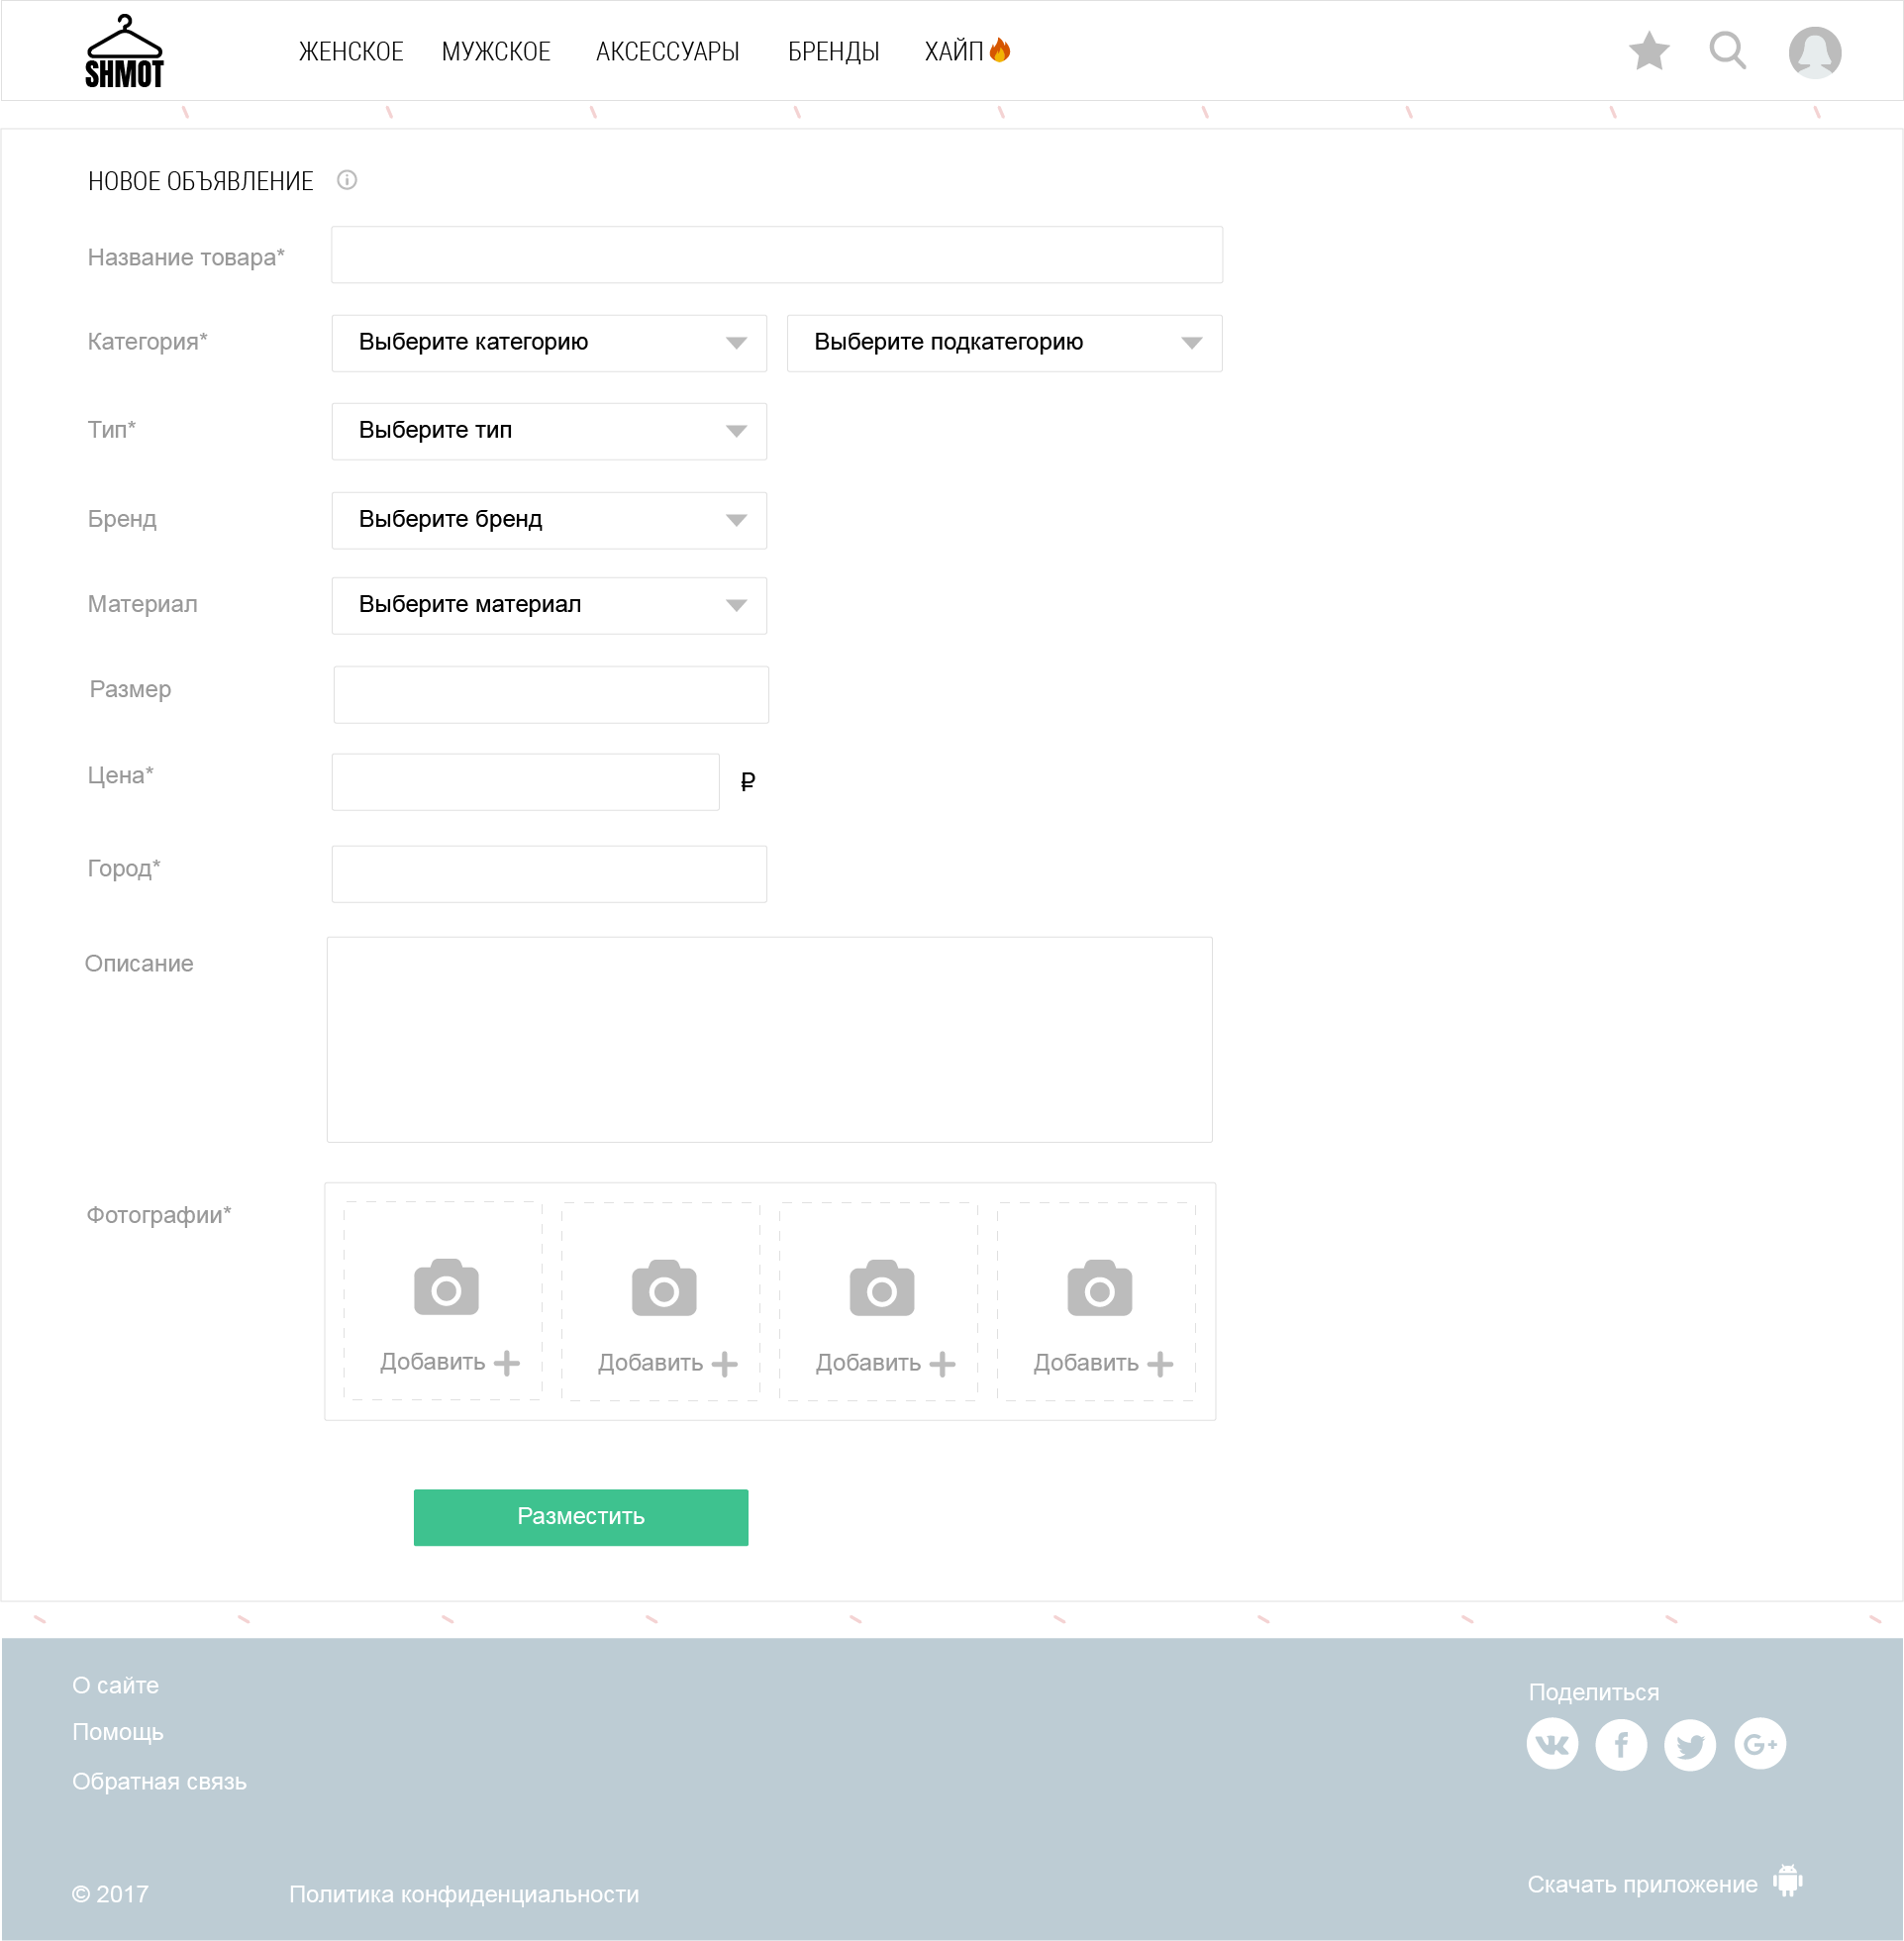 SHMOT
ЖЕНСКОЕ МУЖСКОЕ АКСЕССУАРЫ БРЕНДЫ ХАЙП
НОВОЕ ОБЪЯВЛЕНИЕ
Название товара*
Категория* Выберите категорию Выберите подкатегорию
Тип* Выберите тип
Бренд Выберите бренд
Материал Выберите материал
Размер
Цена* ₽
Город*
Описание
Фотографии*
Добавить Добавить Добавить Добавить
Разместить
О сайте
Поделиться
Помощь
Обратная связь
Скачать приложение
© 2017 Политика конфиденциальности